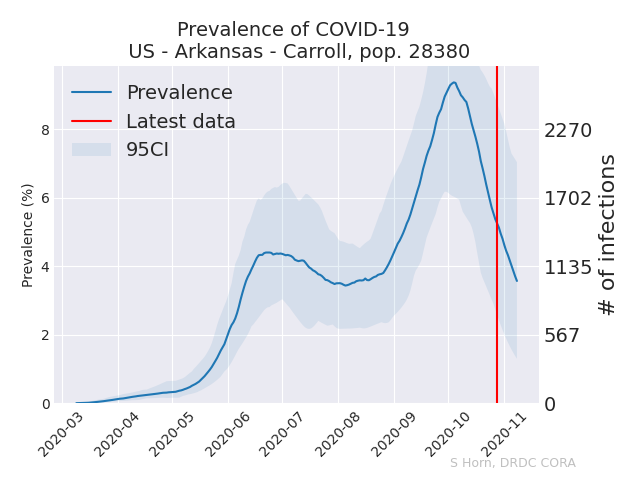 Prevalence of COVID-19
US - Arkansas - Carroll, pop. 28380
Prevalence
Latest data
95CI
Prevalence (%)
8
6
4
2
0
2270
1702
1135
567
0
# of infections
2020-03
2020-04
2020-05
2020-06
2020-07
2020-08
2020-09
2020-10
2020-11
S Horn, DRDC CORA